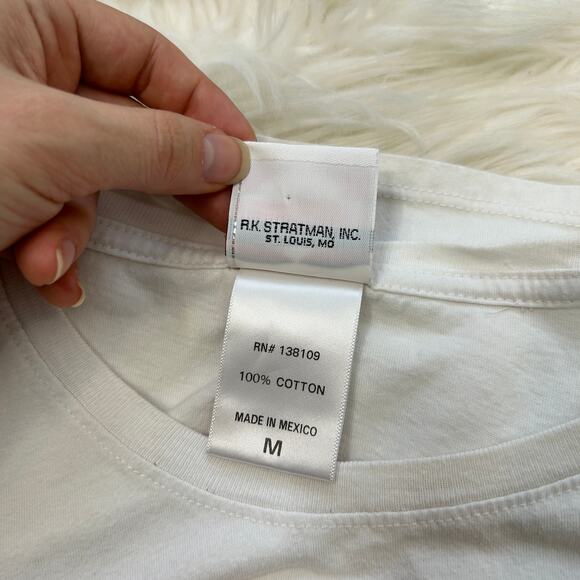 R.K. STRATMAN, INC.
ST. LOUIS, MO
RN# 138109
100% COTTON
MADE IN MEXICO
M